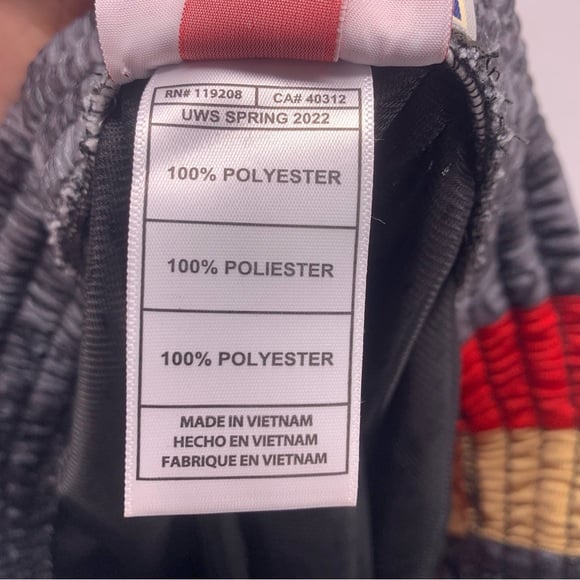 RN# 119208 CA# 40312
UWS SPRING 2022
100% POLYESTER
100% POLIESTER
100% POLYESTER
MADE IN VIETNAM
HECHO EN VIETNAM
FABRIQUE EN VIETNAM